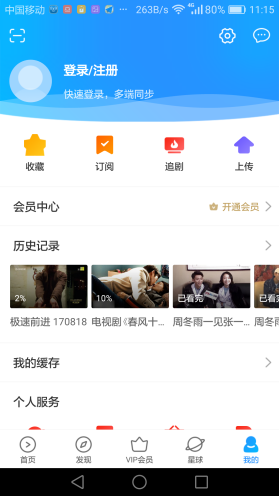 中国移动 263B/s 4G 80% 11:15
登录/注册
快速登录，多端同步
收藏 订阅 追剧 上传
会员中心 开通会员
历史记录
2% 10% 已看完 已看完
极速前进 170818 电视剧《春风十... 周冬雨一见张一... 周冬
我的缓存
个人服务
首页 发现 VIP会员 星球 我的